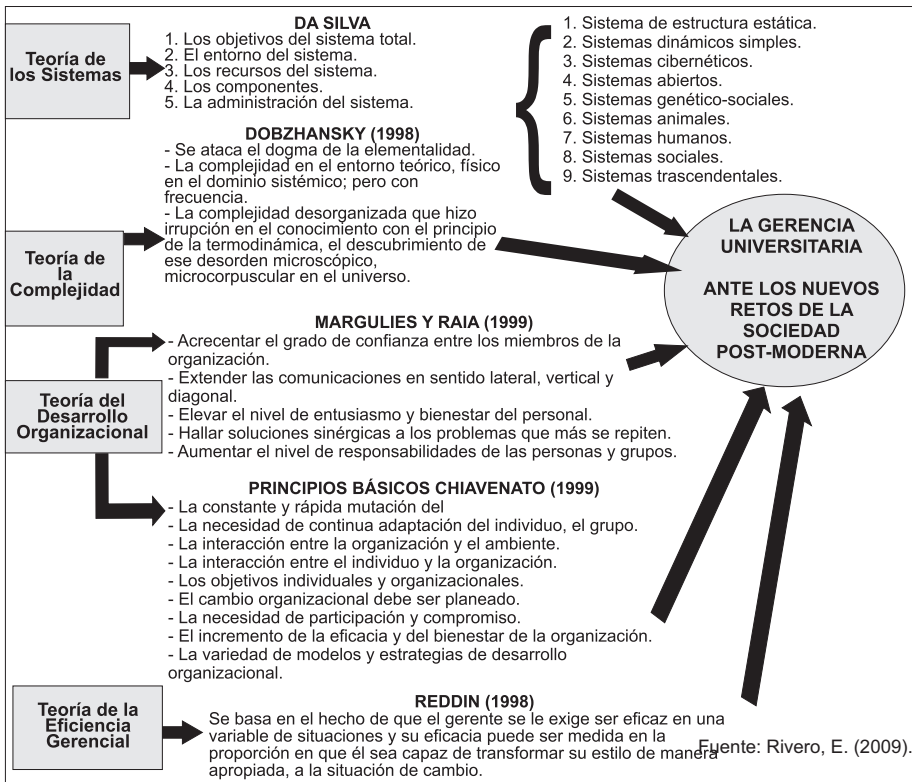 Teoría de
los Sistemas
DA SILVA
1. Los objetivos del sistema total.
2. El entorno del sistema.
3. Los recursos del sistema.
4. Los componentes.
5. La administración del sistema.
1. Sistema de estructura estática.
2. Sistemas dinámicos simples.
3. Sistemas cibernéticos.
4. Sistemas abiertos.
5. Sistemas genético-sociales.
6. Sistemas animales.
7. Sistemas humanos.
8. Sistemas sociales.
9. Sistemas trascendentales.
Teoría de
la
Complejidad
DOBZHANSKY (1998)
- Se ataca el dogma de la elementalidad.
- La complejidad en el entorno teórico, físico
en el dominio sistémico; pero con
frecuencia.
- La complejidad desorganizada que hizo
irrupción en el conocimiento con el principio
de la termodinámica, el descubrimiento de
ese desorden microscópico,
microcorpuscular en el universo.
LA GERENCIA
UNIVERSITARIA
ANTE LOS NUEVOS
RETOS DE LA
SOCIEDAD
POST-MODERNA
Teoría del
Desarrollo
Organizacional
MARGULIES Y RAIA (1999)
- Acrecentar el grado de confianza entre los miembros de la
organización.
- Extender las comunicaciones en sentido lateral, vertical y
diagonal.
- Elevar el nivel de entusiasmo y bienestar del personal.
- Hallar soluciones sinérgicas a los problemas que más se repiten.
- Aumentar el nivel de responsabilidades de las personas y grupos.
PRINCIPIOS BÁSICOS CHIAVENATO (1999)
- La constante y rápida mutación del
- La necesidad de continua adaptación del individuo, el grupo.
- La interacción entre la organización y el ambiente.
- La interacción entre el individuo y la organización.
- Los objetivos individuales y organizacionales.
- El cambio organizacional debe ser planeado.
- La necesidad de participación y compromiso.
- El incremento de la eficacia y del bienestar de la organización.
- La variedad de modelos y estrategias de desarrollo
organizacional.
Teoría de la
Eficiencia
Gerencial
REDDIN (1998)
Se basa en el hecho de que el gerente se le exige ser eficaz en una
variable de situaciones y su eficacia puede ser medida en la
proporción en que él sea capaz de transformar su estilo de manera
apropiada, a la situación de cambio.
Fuente: Rivero, E. (2009).